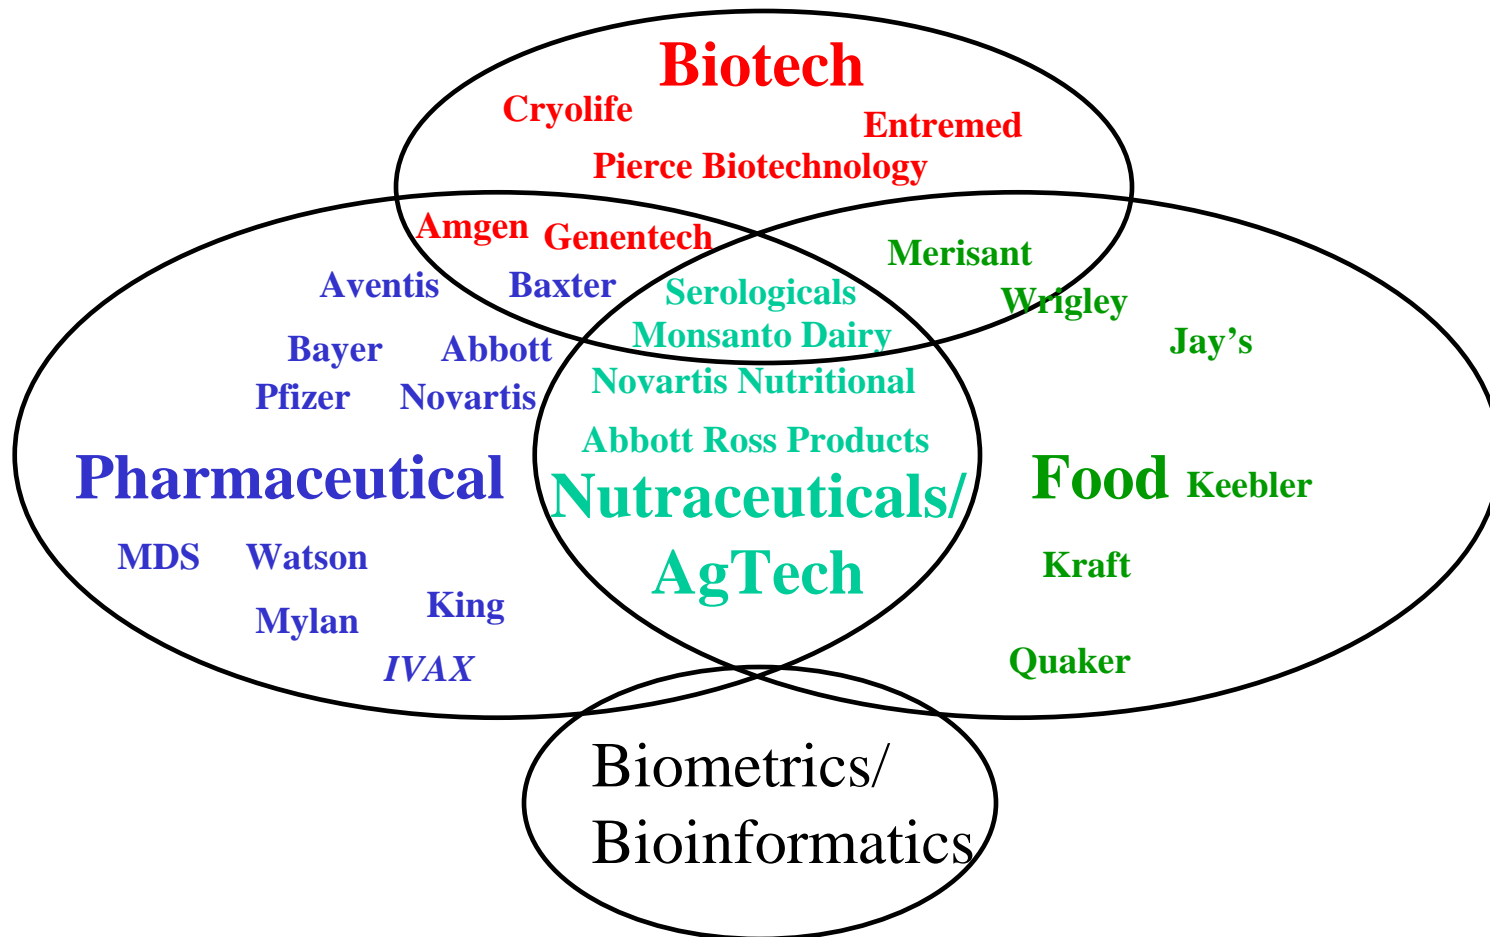 Biotech
Cryolife
Entremed
Pierce Biotechnology
Amgen
Genentech
Merisant
Aventis
Baxter
Serologicals
Wrigley
Monsanto Dairy
Jay’s
Bayer
Abbott
Novartis Nutritional
Pfizer
Novartis
Abbott Ross Products
Pharmaceutical
Nutraceuticals/
AgTech
Food
Keebler
MDS
Watson
Kraft
Mylan
King
IVAX
Quaker
Biometrics/
Bioinformatics